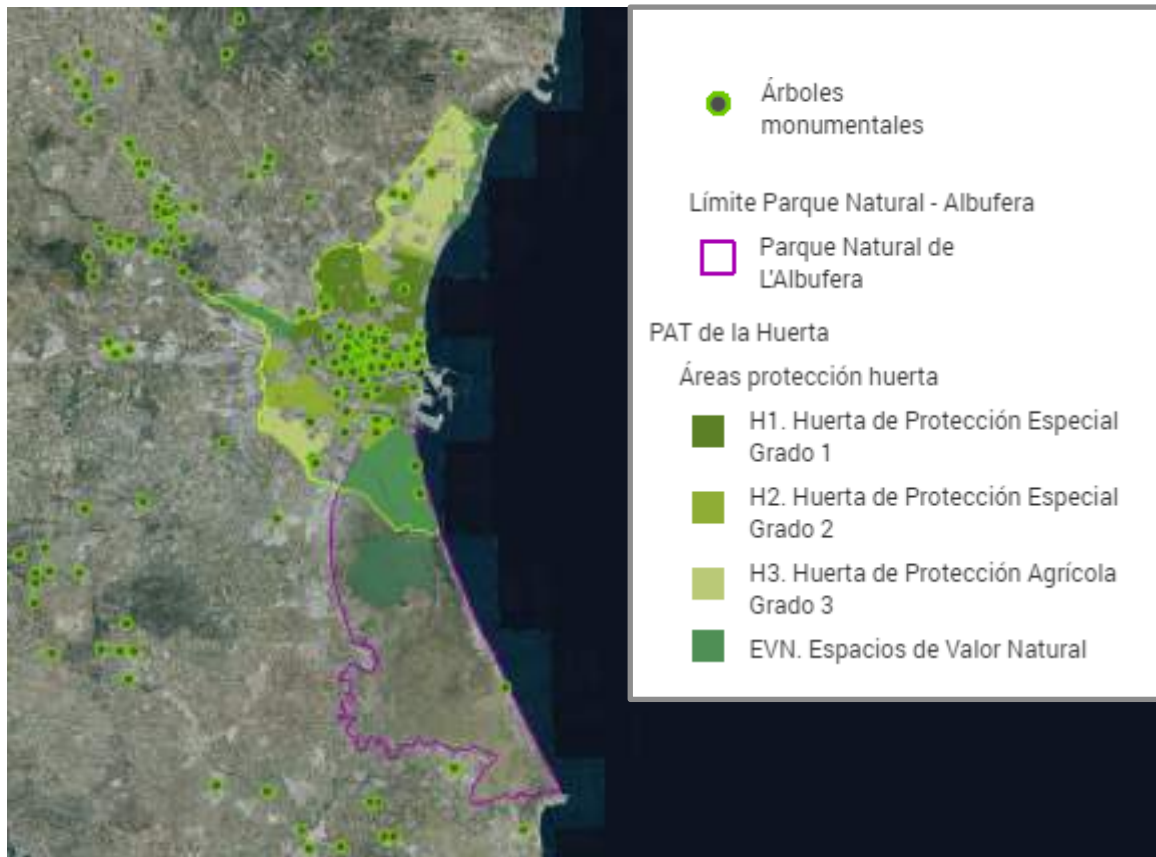 Árboles
monumentales
Límite Parque Natural - Albufera
Parque Natural de
L'Albufera
PAT de la Huerta
Áreas protección huerta
H1. Huerta de Protección Especial
Grado 1
H2. Huerta de Protección Especial
Grado 2
H3. Huerta de Protección Agrícola
Grado 3
EVN. Espacios de Valor Natural